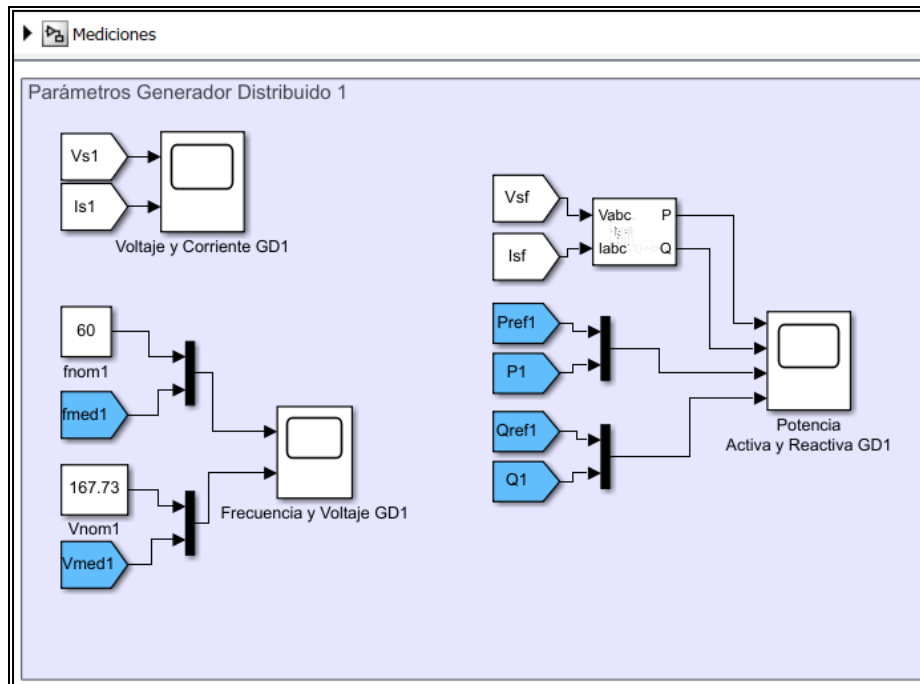 Mediciones
Parámetros Generador Distribuido 1
Vs1
Is1
Voltaje y Corriente GD1
60
fnom1
fmed1
167.73
Vnom1
Vmed1
Frecuencia y Voltaje GD1
Vsf
Isf
Vabc P
Iabc Q
Pref1
P1
Qref1
Q1
Potencia
Activa y Reactiva GD1